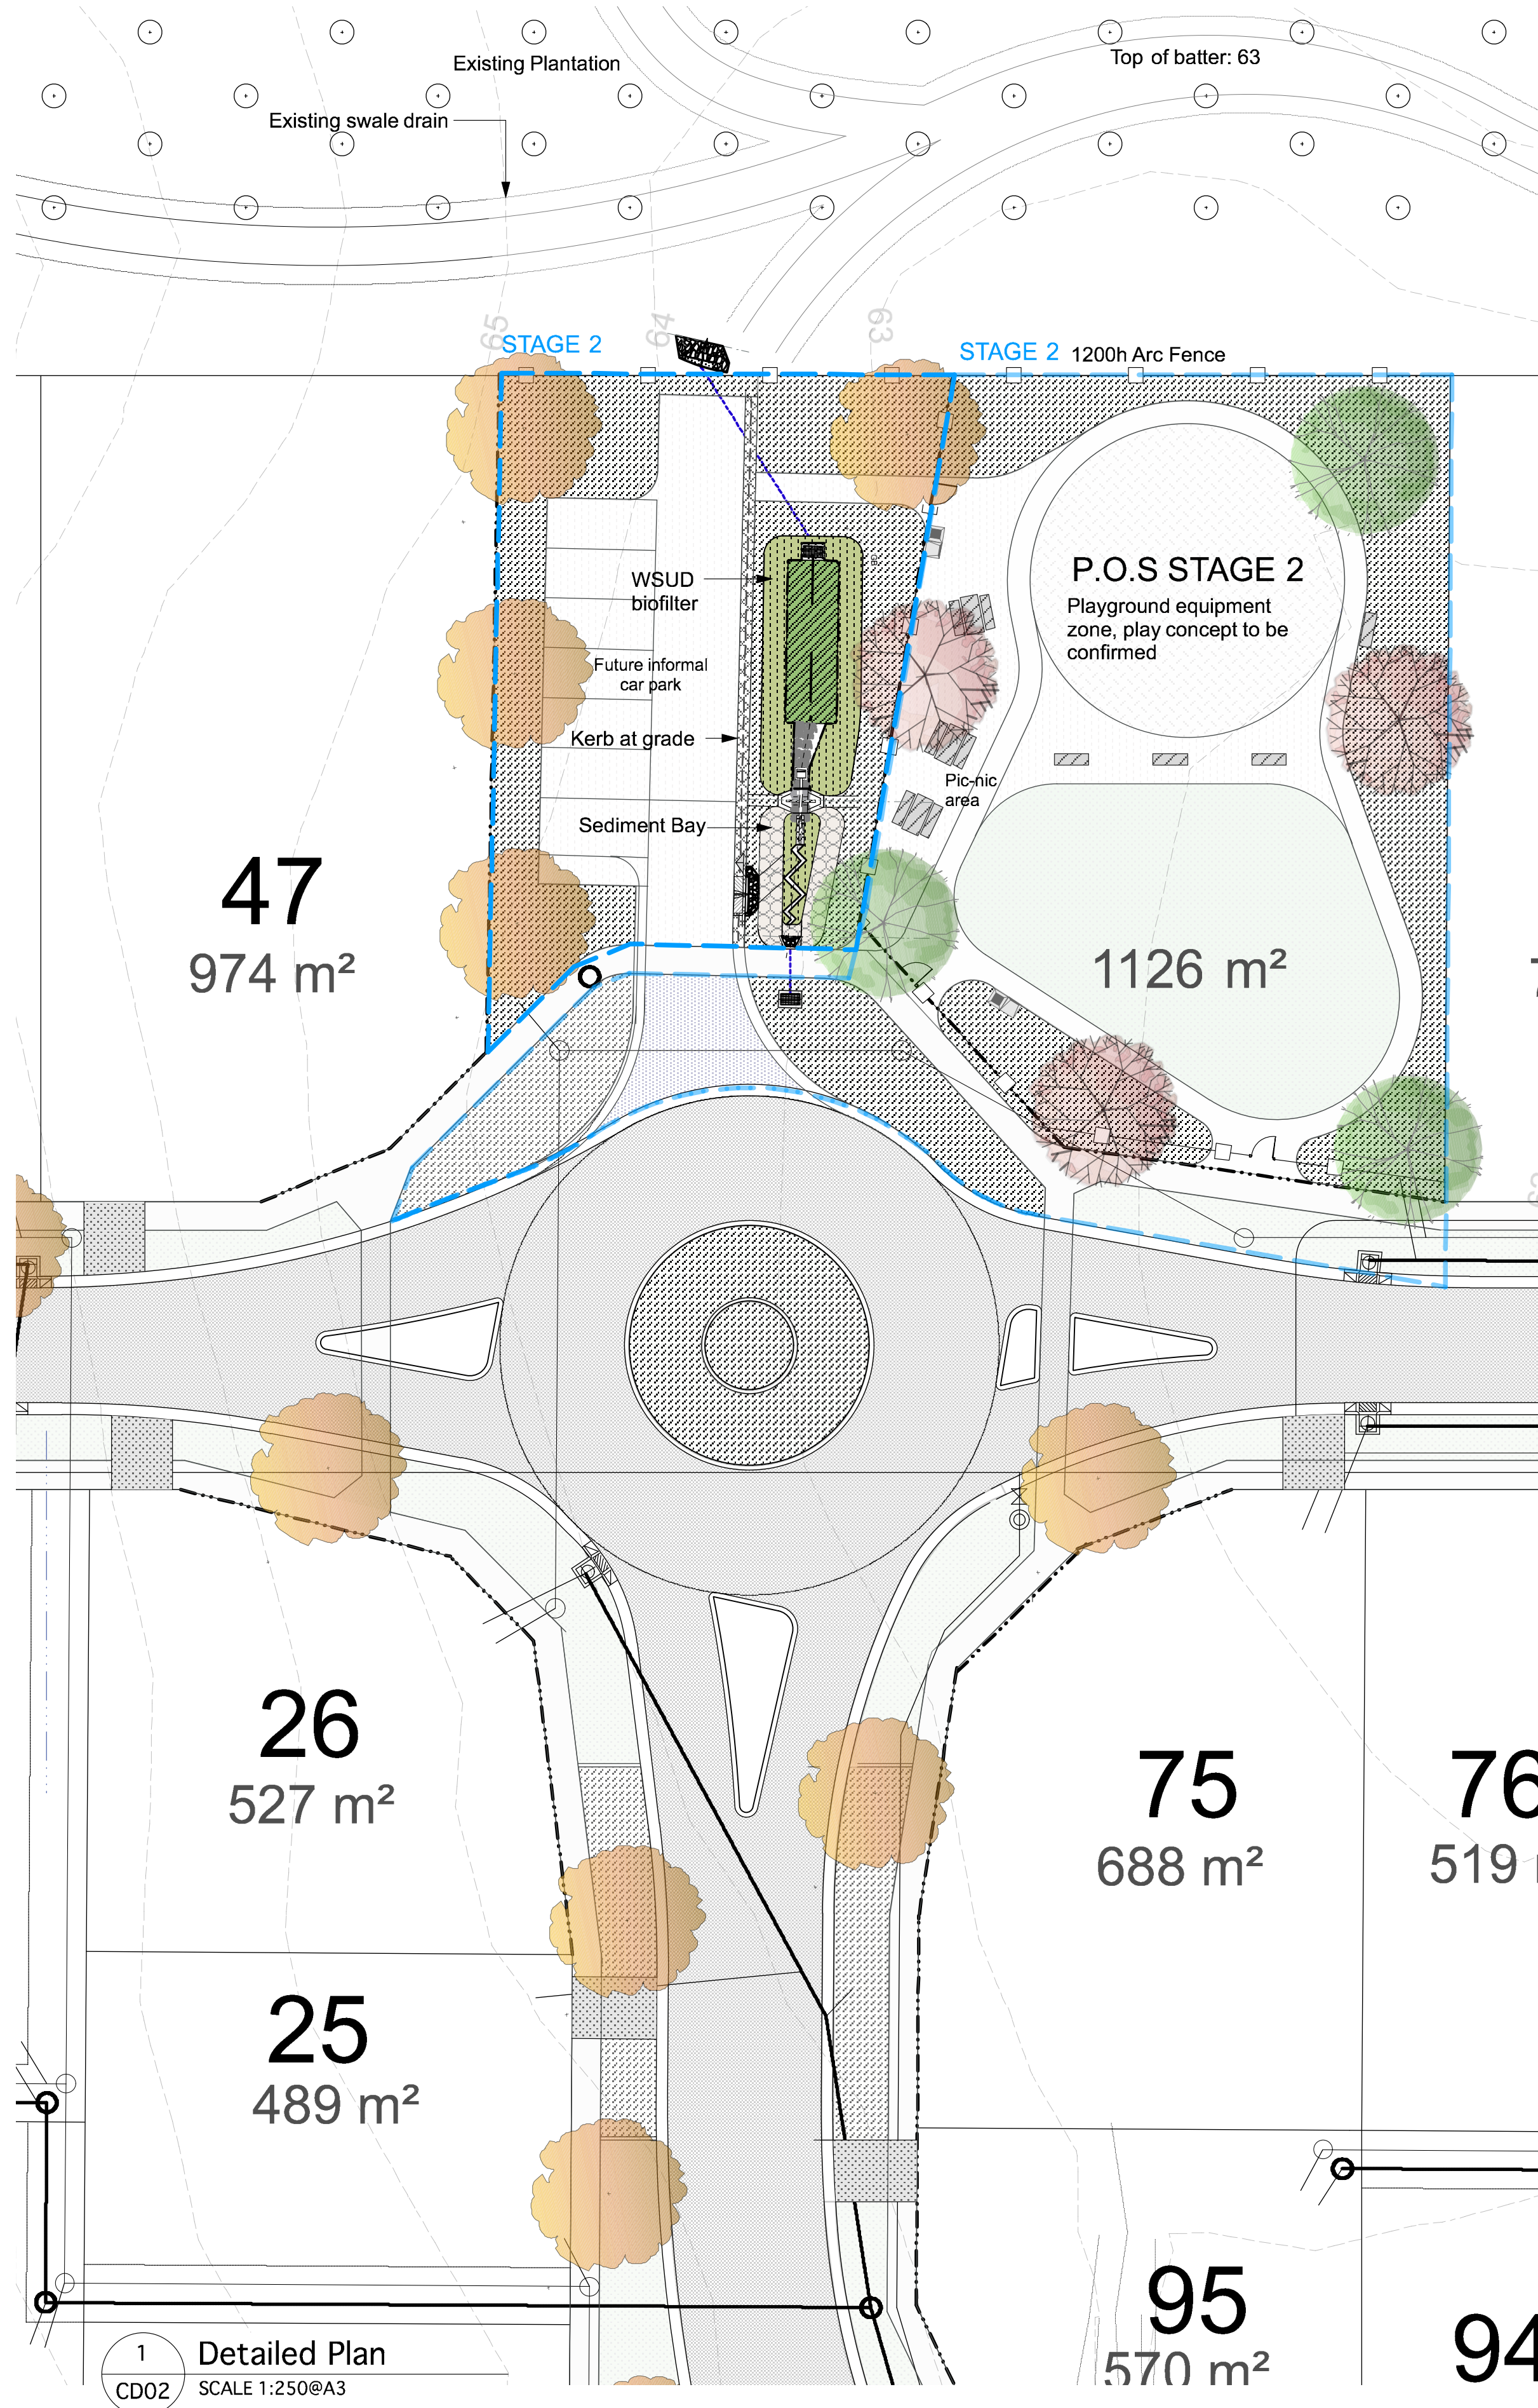 Existing Plantation
Top of batter: 63
Existing swale drain
65
64
63
STAGE 2
STAGE 2
1200h Arc Fence
WSUD
biofilter
P.O.S STAGE 2
Playground equipment
zone, play concept to be
confirmed
Future informal
car park
Kerb at grade
Pic-nic
area
Sediment Bay
47
974 m²
1126 m²
26
527 m²
75
688 m²
76
519
25
489 m²
95
570 m²
94
1
CD02
Detailed Plan
SCALE 1:250@A3